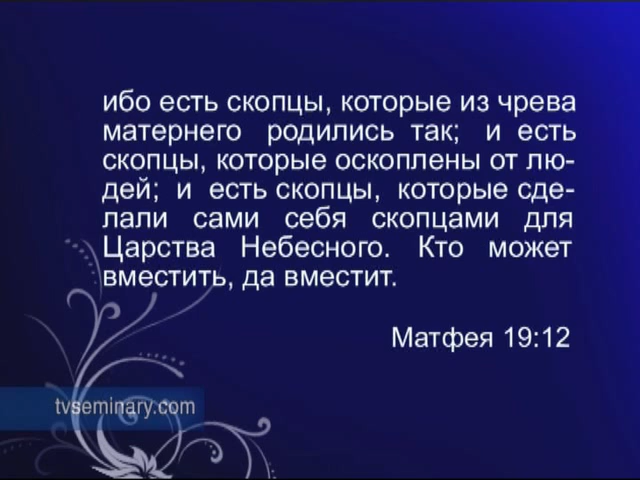 ибо есть скопцы, которые из чрева
матернего родились так; и есть
скопцы, которые оскоплены от лю-
дей; и есть скопцы, которые сде-
лали сами себя скопцами для
Царства Небесного. Кто может
вместить, да вместит.
Матфея 19:12
tvseminary.com